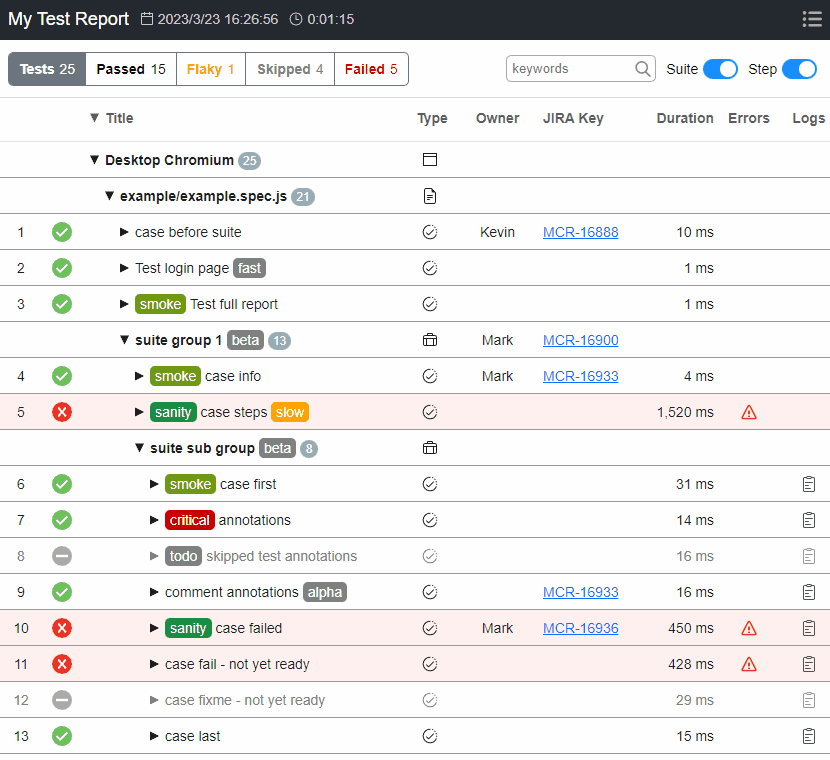 My Test Report 2023/3/23 16:26:56 0:01:15
Tests 25 Passed 15 Flaky 1 Skipped 4 Failed 5 keywords Suite Step
▼ Title Type Owner JIRA Key Duration Errors Logs
▼ Desktop Chromium 25
▼ example/example.spec.js 21
1 ▶ case before suite Kevin MCR-16888 10 ms
2 ▶ Test login page fast 1 ms
3 ▶ smoke Test full report 1 ms
▼ suite group 1 beta 13 Mark MCR-16900
4 ▶ smoke case info Mark MCR-16933 4 ms
5 ▶ sanity case steps slow 1,520 ms
▼ suite sub group beta 8
6 ▶ smoke case first 31 ms
7 ▶ critical annotations 14 ms
8 ▶ todo skipped test annotations 16 ms
9 ▶ comment annotations alpha MCR-16933 16 ms
10 ▶ sanity case failed Mark MCR-16936 450 ms
11 ▶ case fail - not yet ready 428 ms
12 ▶ case fixme - not yet ready 29 ms
13 ▶ case last 15 ms